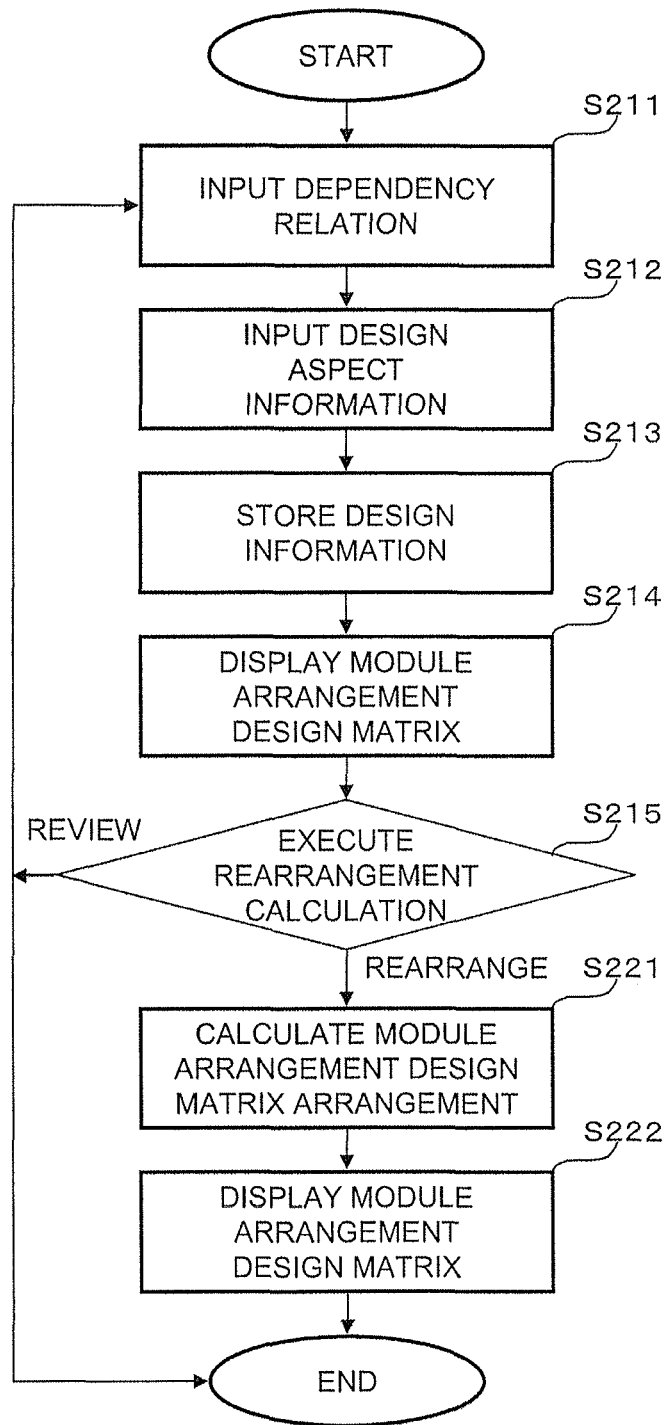 START
S211
INPUT DEPENDENCY
RELATION
S212
INPUT DESIGN
ASPECT
INFORMATION
S213
STORE DESIGN
INFORMATION
S214
DISPLAY MODULE
ARRANGEMENT
DESIGN MATRIX
REVIEW
S215
EXECUTE
REARRANGEMENT
CALCULATION
REARRANGE
S221
CALCULATE MODULE
ARRANGEMENT DESIGN
MATRIX ARRANGEMENT
S222
DISPLAY MODULE
ARRANGEMENT
DESIGN MATRIX
END